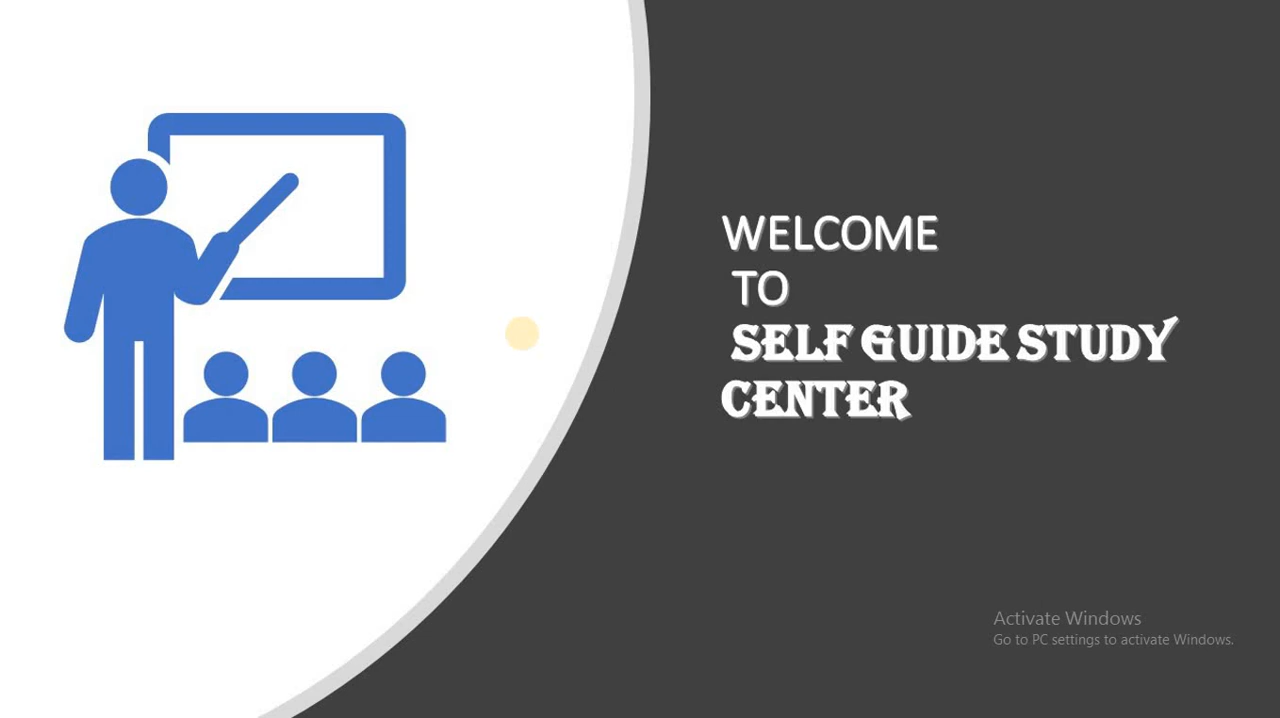 WELCOME
TO
SELF GUIDE STUDY
CENTER
Activate Windows
Go to PC settings to activate Windows.